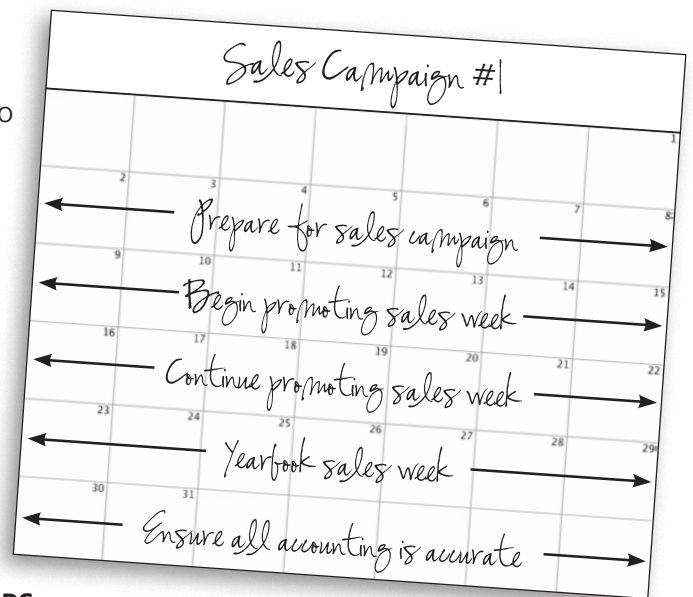 Sales Campaign #1
O
1
2 3 4 5 6 7 8
Prepare for sales campaign
9 10 11 12 13 14 15
Begin promoting sales week
16 17 18 19 20 21 22
Continue promoting sales week
23 24 25 26 27 28 29
Yearbook sales week
30 31
Ensure all accounting is accurate